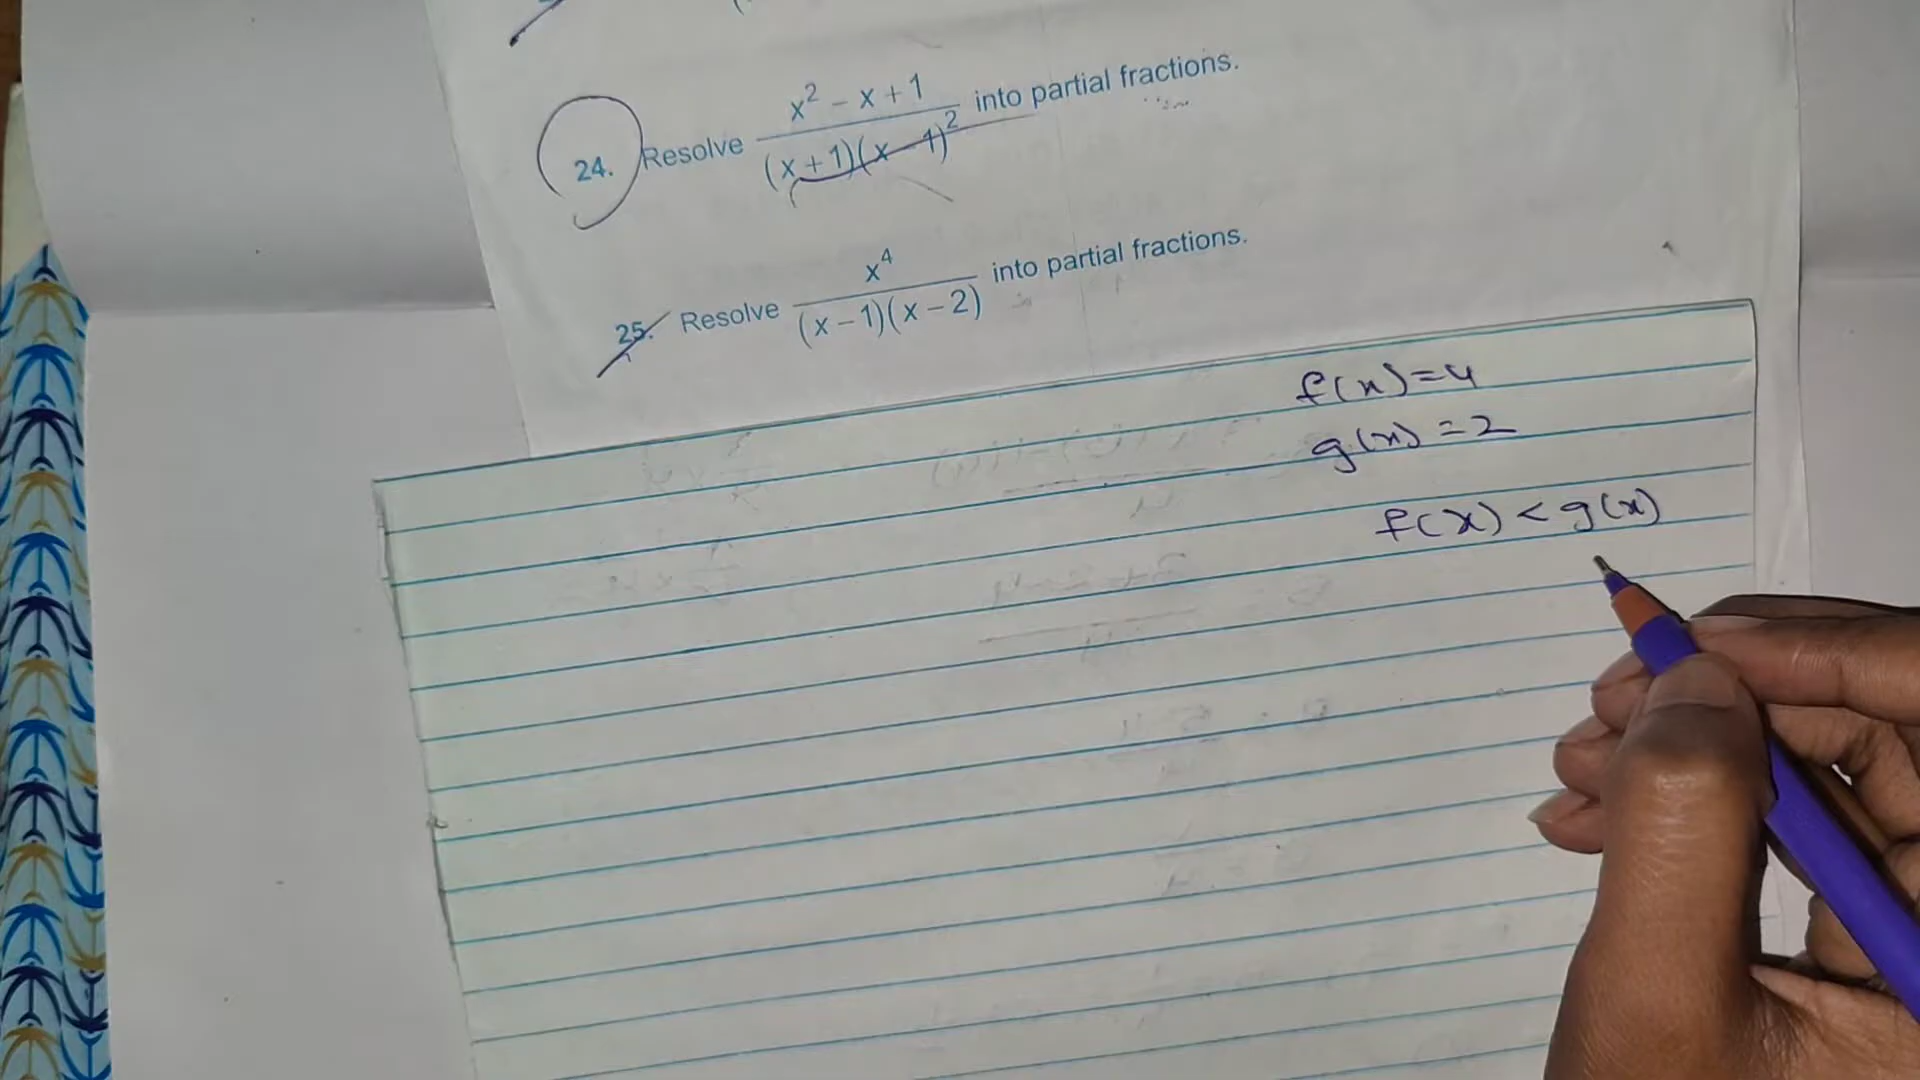 24. Resolve x² - x + 1 / (x + 1)(x - 1)² into partial fractions.
25. Resolve x⁴ / (x - 1)(x - 2) into partial fractions.
f(x) = 4
g(x) = 2
f(x) < g(x)